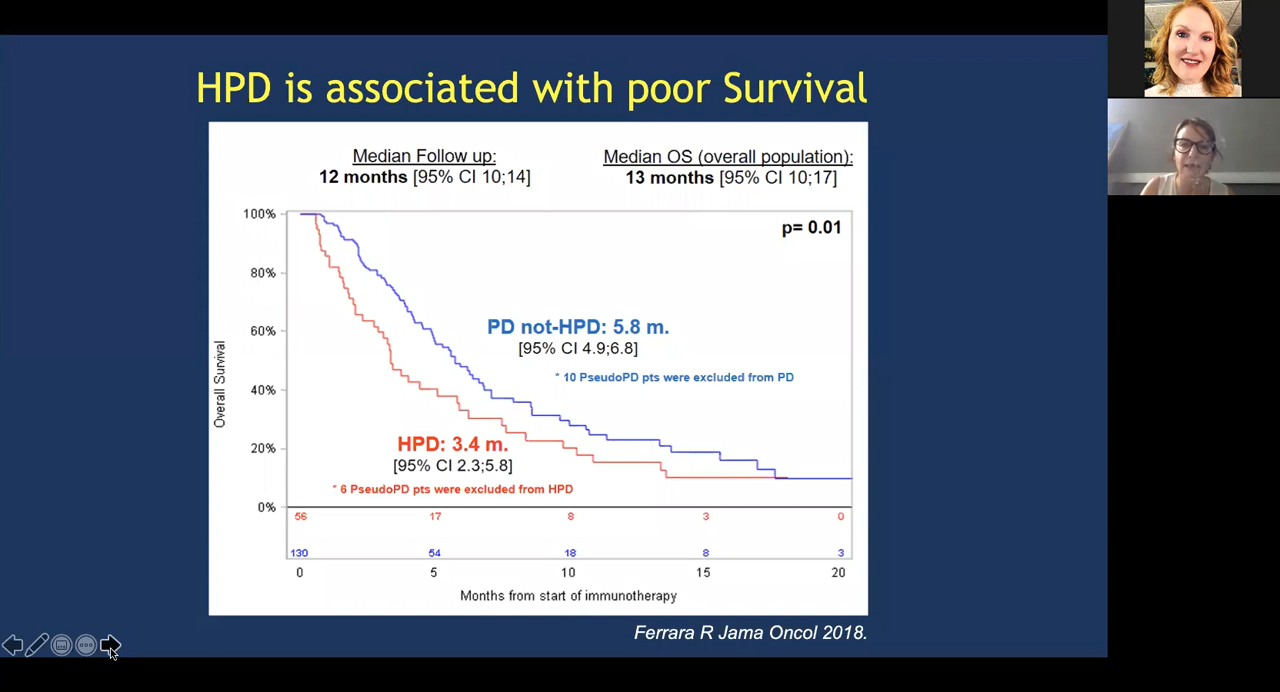 HPD is associated with poor Survival
Median Follow up:
12 months [95% CI 10;14]
Median OS (overall population):
13 months [95% CI 10;17]
p= 0.01
100%
80%
60%
40%
20%
0%
Overall Survival
PD not-HPD: 5.8 m.
[95% CI 4.9;6.8]
* 10 PseudoPD pts were excluded from PD
HPD: 3.4 m.
[95% CI 2.3;5.8]
* 6 PseudoPD pts were excluded from HPD
56 17 8 3 0
130 54 18 8 3
0 5 10 15 20
Months from start of immunotherapy
Ferrara R Jama Oncol 2018.